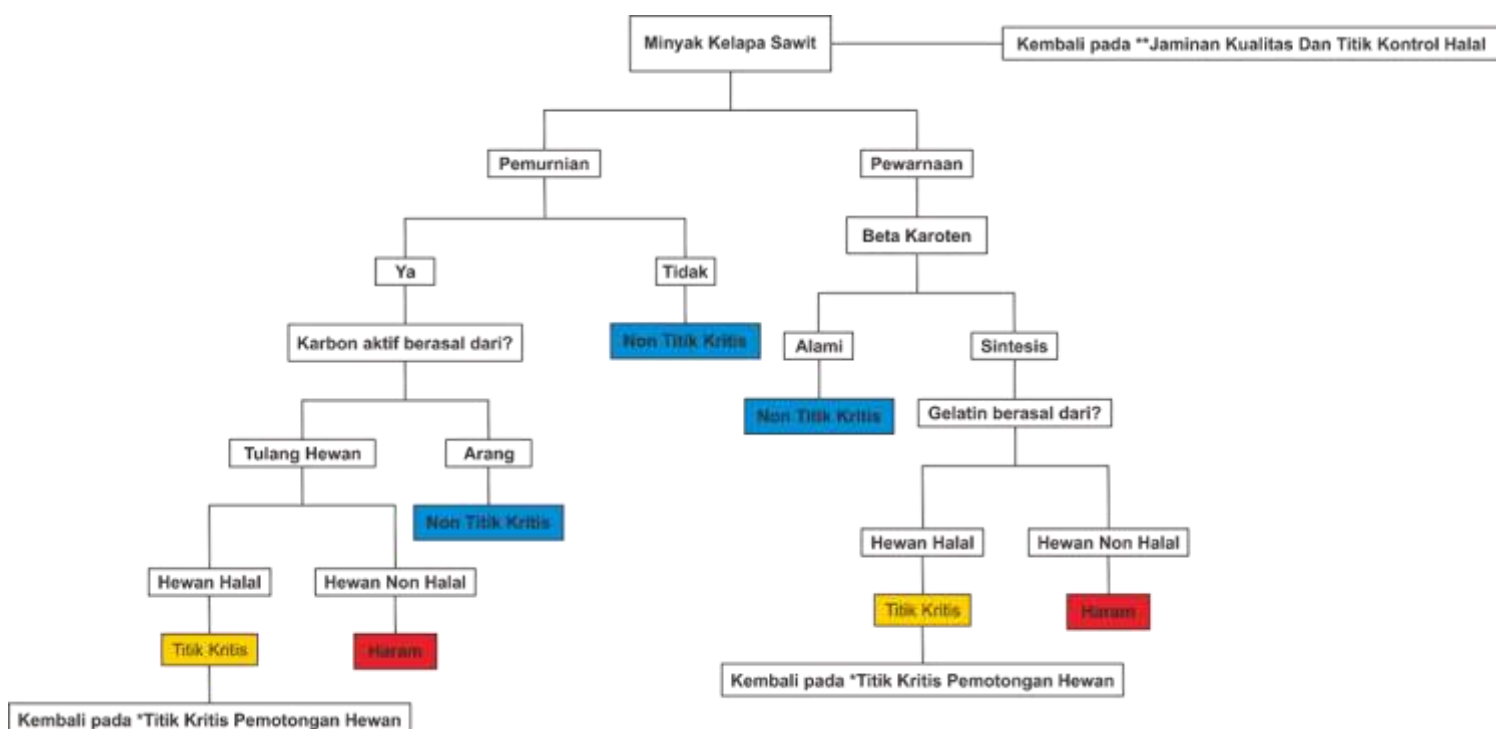 Minyak Kelapa Sawit
Kembali pada **Jaminan Kualitas Dan Titik Kontrol Halal
Pemurnian
Pewarnaan
Beta Karoten
Ya
Tidak
Karbon aktif berasal dari?
Non Titik Kritis
Alami
Sintesis
Non Titik Kritis
Gelatin berasal dari?
Tulang Hewan
Arang
Non Titik Kritis
Hewan Halal
Hewan Non Halal
Hewan Halal
Hewan Non Halal
Titik Kritis
Haram
Titik Kritis
Haram
Kembali pada *Titik Kritis Pemotongan Hewan
Kembali pada *Titik Kritis Pemotongan Hewan